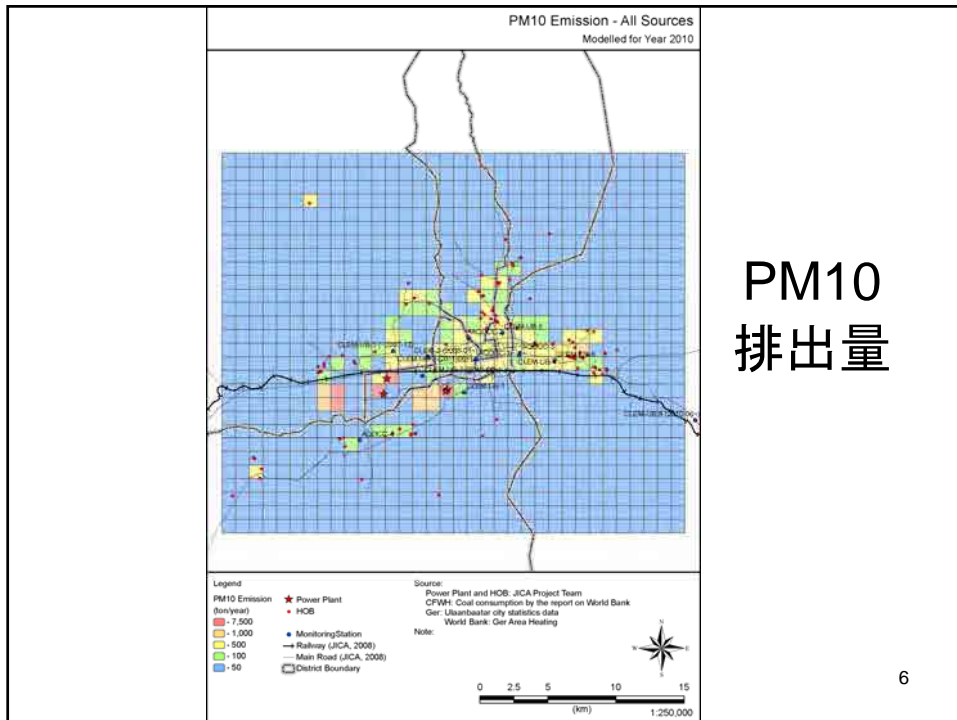 PM10 Emission - All Sources
Modelled for Year 2010
PM10
排出量
Legend
PM10 Emission
(ton/year)
- 7,500
- 1,000
- 500
- 100
- 50
Power Plant
HOB
MonitoringStation
Railway (JICA, 2008)
Main Road (JICA, 2008)
District Boundary
Source:
Power Plant and HOB: JICA Project Team
CFWH: Coal consumption by the report on World Bank
Ger: Ulaanbaatar city statistics data
World Bank: Ger Area Heating
Note:
N
W
E
S
0 2.5 5 10 15
(km)
1:250,000
6